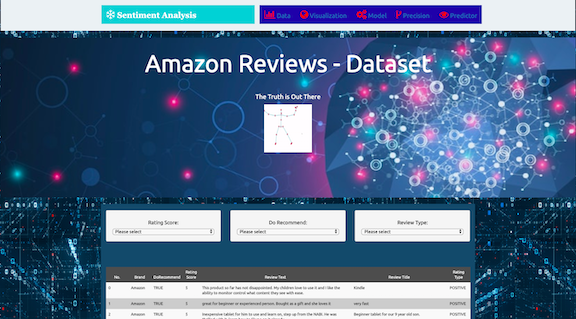 Sentiment Analysis
Data Visualization Model Precision Predictor
Amazon Reviews - Dataset
The Truth is Out There
Rating Score: Do Recommend: Review Type:
Please select Please select Please select
No. Brand DoRecommend Rating Score Review Text Review Title Rating Type
0 Amazon TRUE 5 This product so far has not disappointed. My children love to use it and I like the ability to monitor control what content they see with ease. Kindle POSITIVE
1 Amazon TRUE 5 great for beginner or experienced person. Bought as a gift and she loves it very fast POSITIVE
2 Amazon TRUE 5 Inexpensive tablet for him to use and learn on, step up from the NABI. He was Beginner tablet for our 9 year old son. POSITIVE